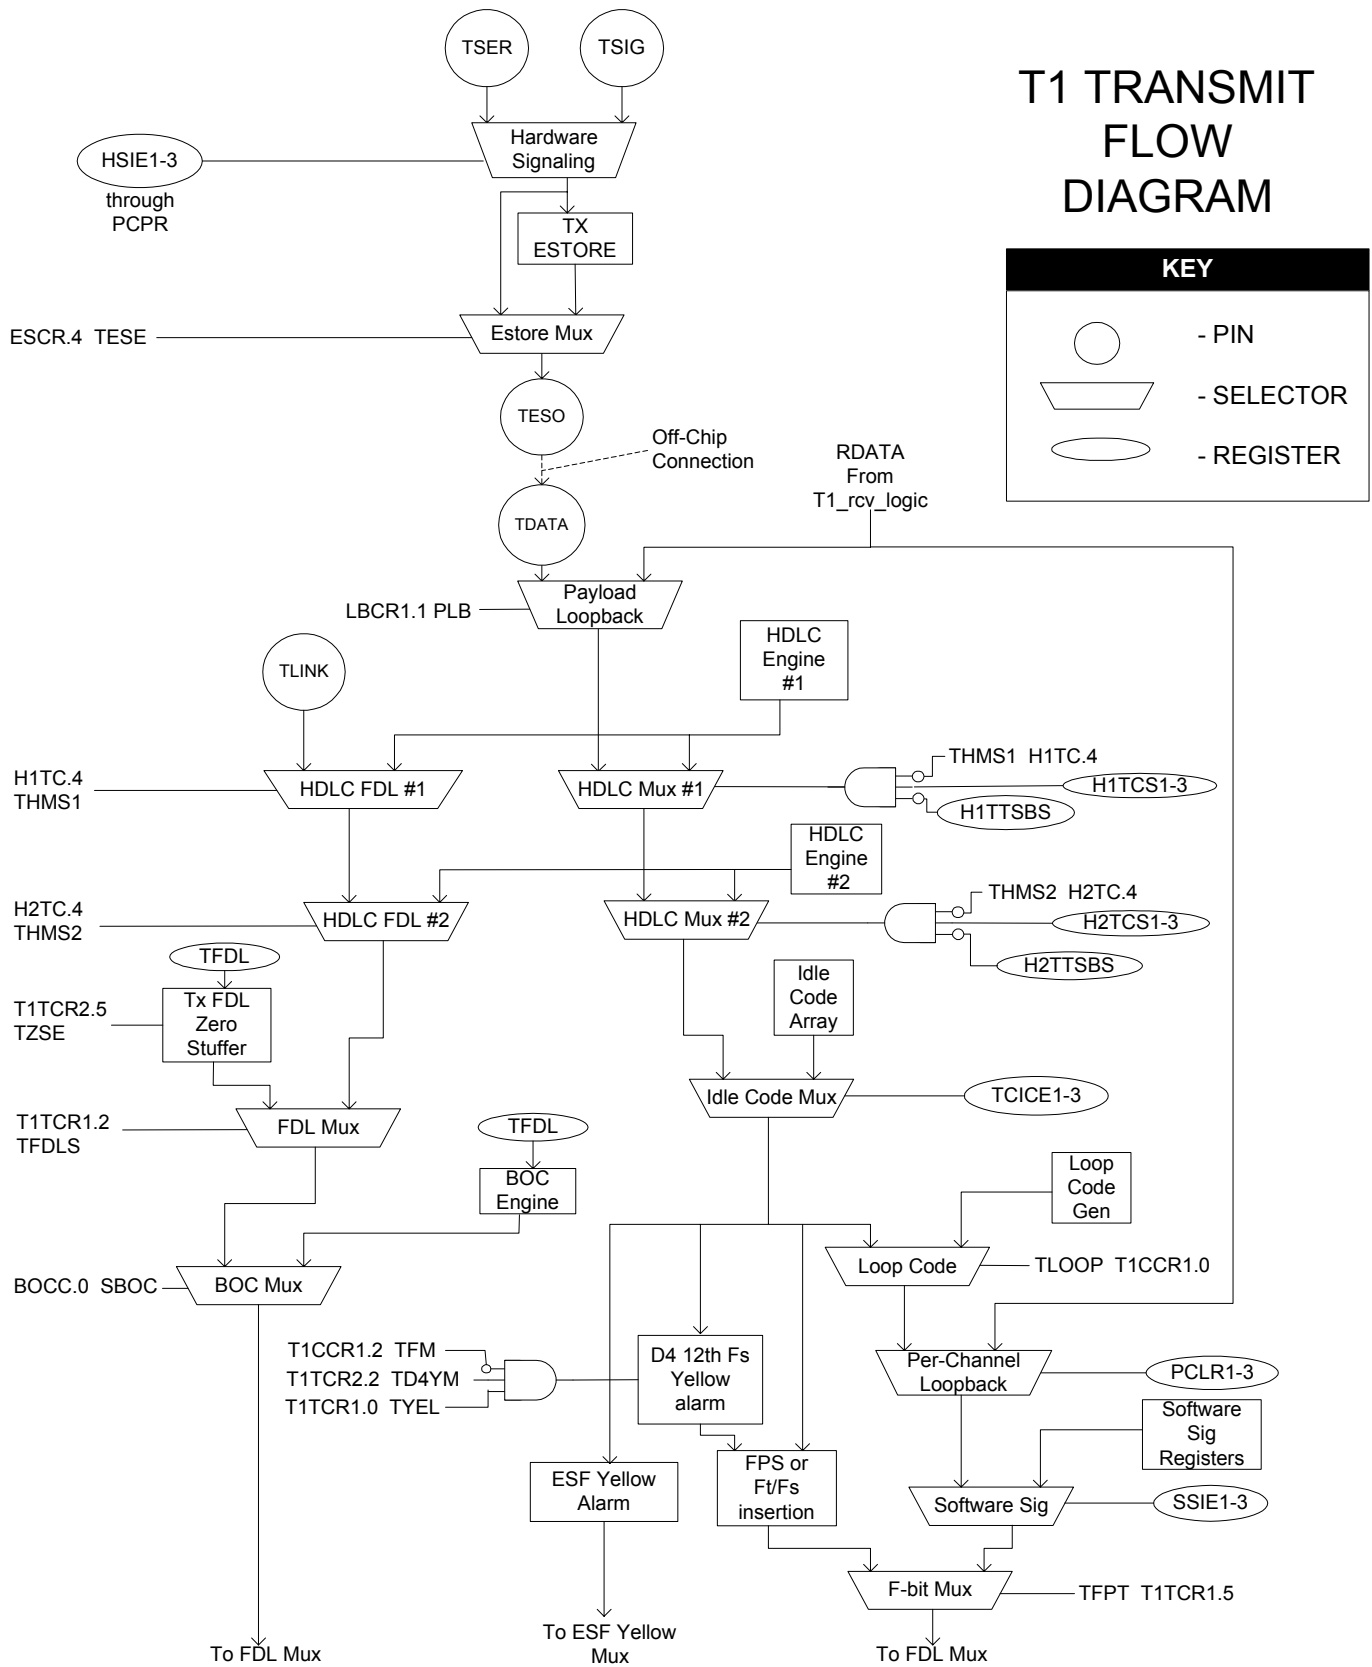 TSER
TSIG
T1 TRANSMIT
FLOW
DIAGRAM
Hardware
Signaling
HSIE1-3
through
PCPR
TX
ESTORE
KEY
- PIN
- SELECTOR
- REGISTER
ESCR.4 TESE
Estore Mux
TESO
Off-Chip
Connection
RDATA
From
T1_rcv_logic
TDATA
LBCR1.1 PLB
Payload
Loopback
HDLC
Engine
#1
TLINK
H1TC.4
THMS1
HDLC FDL #1
HDLC Mux #1
THMS1 H1TC.4
H1TCS1-3
H1TTSBS
HDLC
Engine
#2
H2TC.4
THMS2
HDLC FDL #2
HDLC Mux #2
THMS2 H2TC.4
H2TCS1-3
H2TTSBS
TFDL
T1TCR2.5
TZSE
Tx FDL
Zero
Stuffer
Idle
Code
Array
Idle Code Mux
TCICE1-3
T1TCR1.2
TFDLS
FDL Mux
TFDL
BOC
Engine
Loop
Code
Gen
BOCC.0 SBOC
BOC Mux
Loop Code
TLOOP T1CCR1.0
T1CCR1.2 TFM
T1TCR2.2 TD4YM
T1TCR1.0 TYEL
D4 12th Fs
Yellow
alarm
Per-Channel
Loopback
PCLR1-3
Software
Sig
Registers
ESF Yellow
Alarm
FPS or
Ft/Fs
insertion
Software Sig
SSIE1-3
F-bit Mux
TFPT T1TCR1.5
To FDL Mux
To ESF Yellow
Mux
To FDL Mux